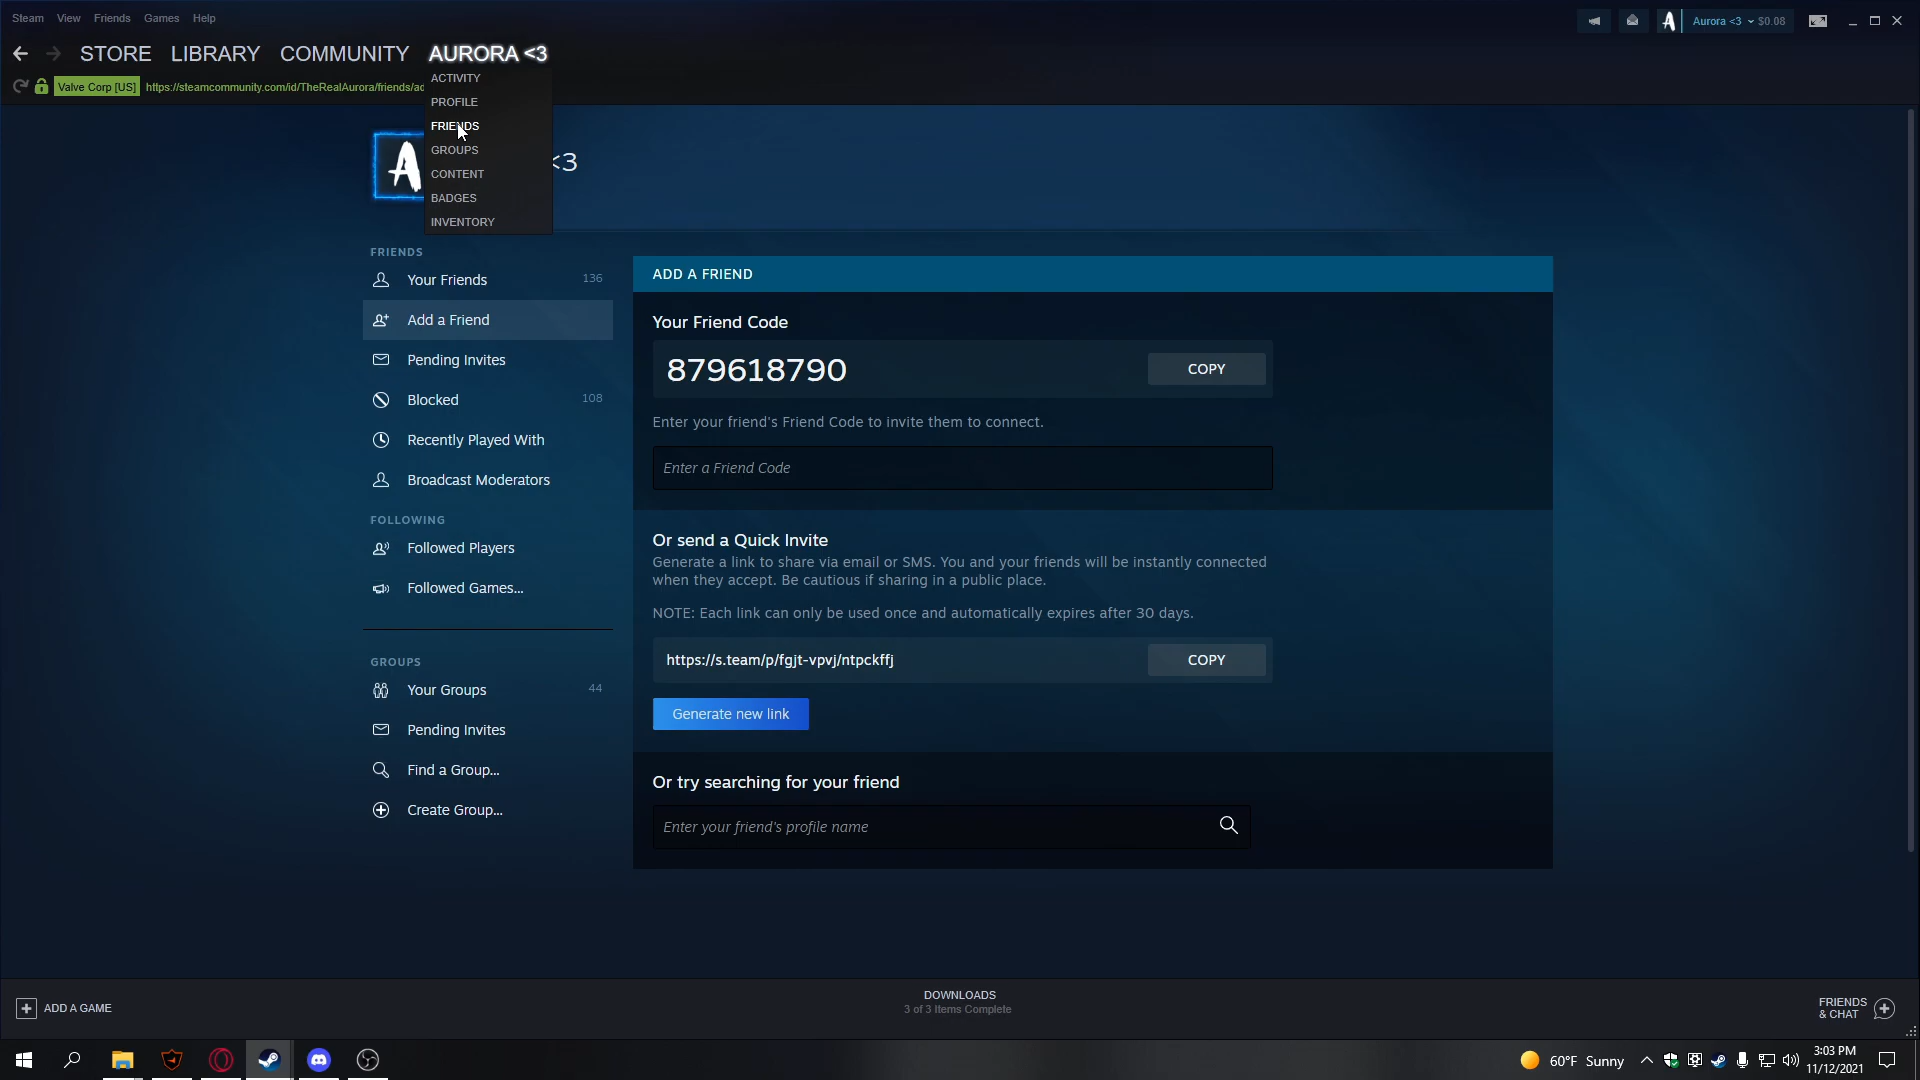 Steam View Friends Games Help
Aurora <3 $0.08
STORE LIBRARY COMMUNITY AURORA <3
Valve Corp [US] https://steamcommunity.com/id/TheRealAurora/friends/ad
ACTIVITY
PROFILE
FRIENDS
GROUPS
CONTENT
BADGES
INVENTORY
A <3
FRIENDS
Your Friends 136
Add a Friend
Pending Invites
Blocked 108
Recently Played With
Broadcast Moderators
FOLLOWING
Followed Players
Followed Games...
GROUPS
Your Groups 44
Pending Invites
Find a Group...
Create Group...
ADD A FRIEND
Your Friend Code
879618790 COPY
Enter your friend's Friend Code to invite them to connect.
Enter a Friend Code
Or send a Quick Invite
Generate a link to share via email or SMS. You and your friends will be instantly connected
when they accept. Be cautious if sharing in a public place.
NOTE: Each link can only be used once and automatically expires after 30 days.
https://s.team/p/fgjt-vpvj/ntpckffj COPY
Generate new link
Or try searching for your friend
Enter your friend's profile name
ADD A GAME
DOWNLOADS
3 of 3 Items Complete
FRIENDS
& CHAT
60°F Sunny
3:03 PM
11/12/2021